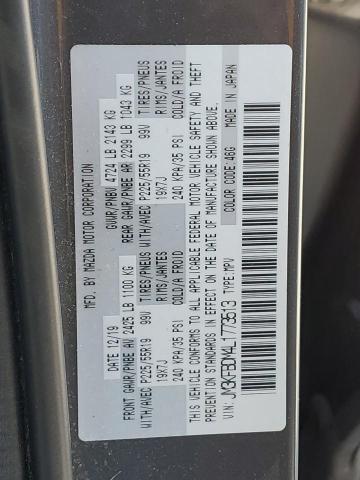 MFD. BY MAZDA MOTOR CORPORATION
DATE 12/19 GVWR/PNBV 4724 LB 2143 KG
FRONT GAWR/PNBE AV 2425 LB 1100 KG REAR GAWR/PNBE AR 2299 LB 1043 KG
WITH/AVEC P225/55R19 99V TIRES/PNEUS WITH/AVEC P225/55R19 99V TIRES/PNEUS
19X7J RIMS/JANTES 19X7J RIMS/JANTES
240 KPA/35 PSI COLD/A FROID 240 KPA/35 PSI COLD/A FROID
THIS VEHICLE CONFORMS TO ALL APPLICABLE FEDERAL MOTOR VEHICLE SAFETY AND THEFT
PREVENTION STANDARDS IN EFFECT ON THE DATE OF MANUFACTURE SHOWN ABOVE.
VIN: JM3KFBDM4L1773513 TYPE:MPV COLOR CODE:46G MADE IN JAPAN